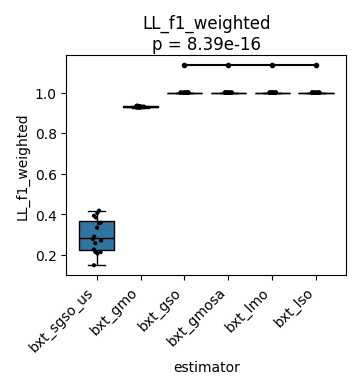 LL_f1_weighted
p = 8.39e-16
LL_f1_weighted
1.0
0.8
0.6
0.4
0.2
bxt_sgso_us
bxt_gmo
bxt_gso
bxt_gmosa
bxt_lmo
bxt_lso
estimator